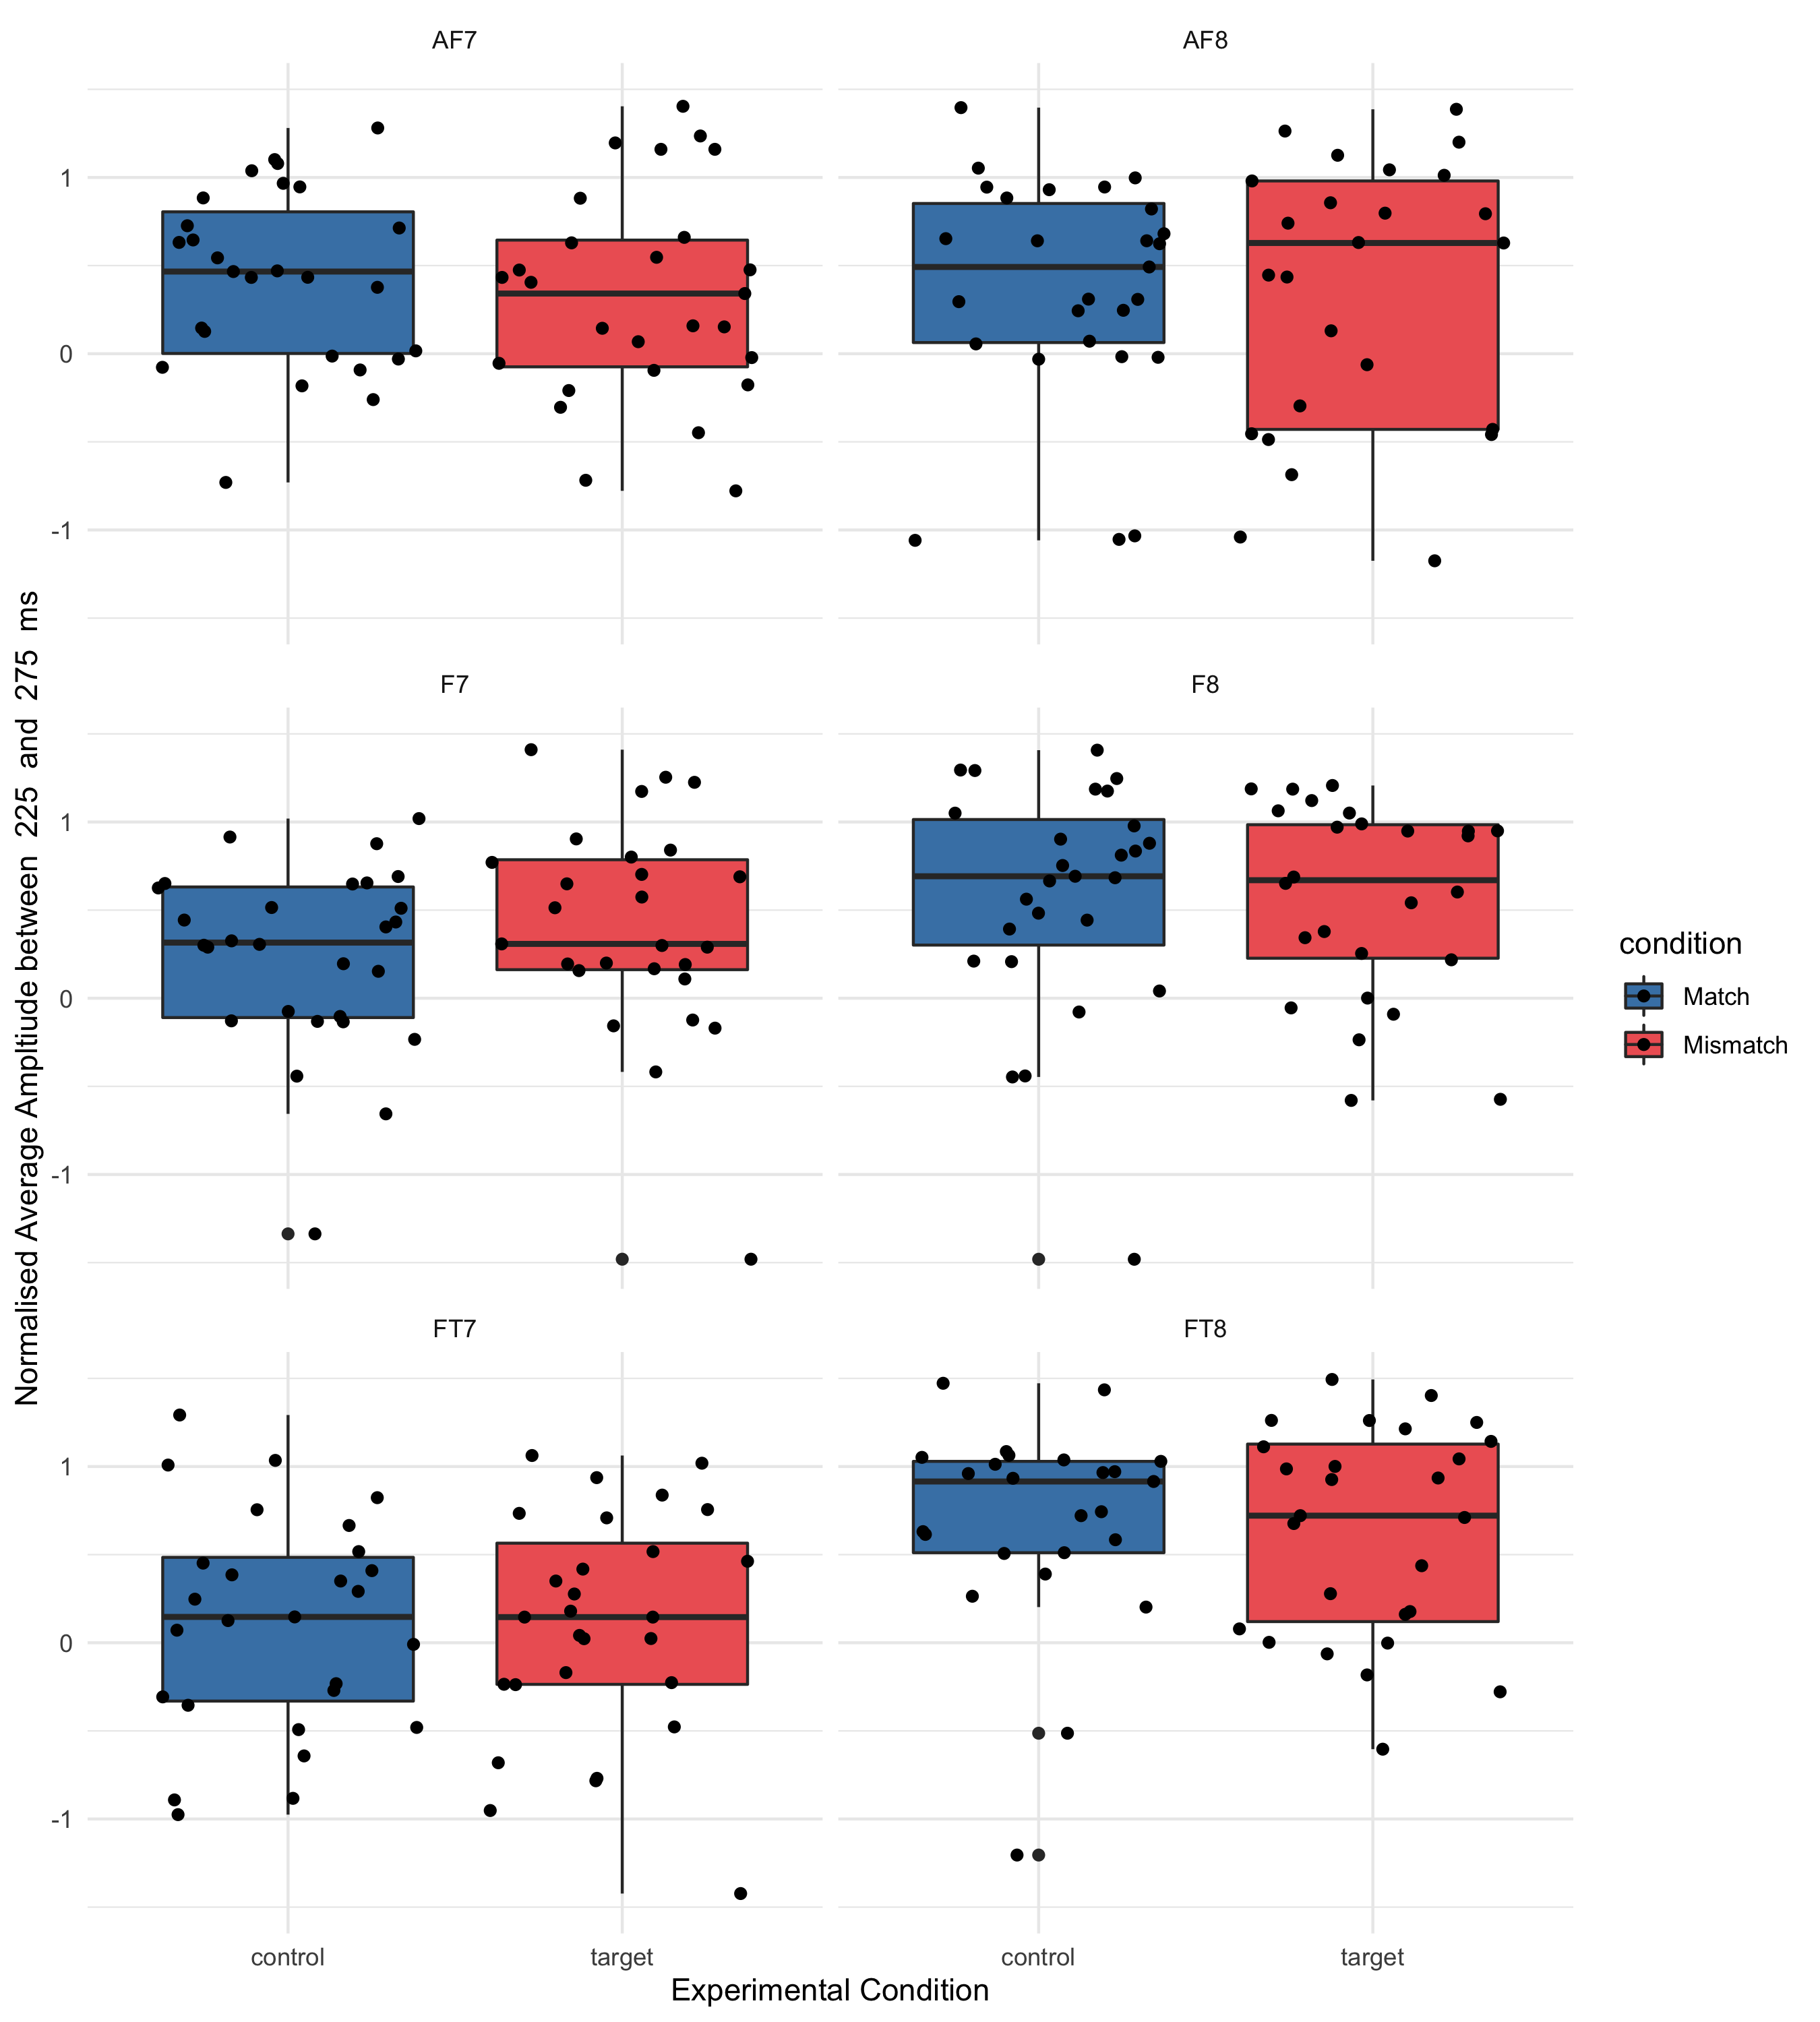 AF7
AF8
1
0
-1
F7
F8
1
0
-1
FT7
FT8
1
0
-1
control
target
control
target
Experimental Condition
Normalised Average Ampltiude between 225 and 275 ms
condition
Match
Mismatch